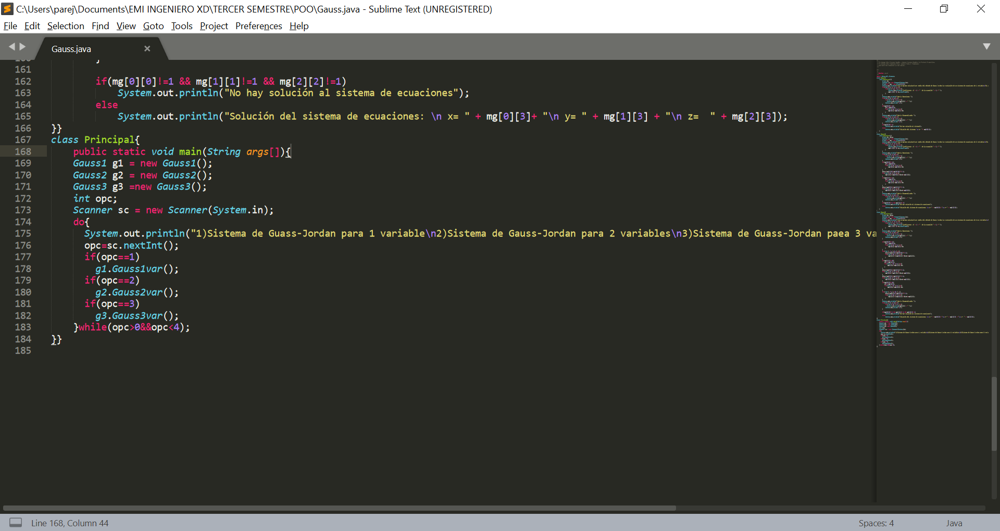 C:\Users\parej\Documents\EMI INGENIERO XD\TERCER SEMESTRE\POO\Gauss.java - Sublime Text (UNREGISTERED)
File Edit Selection Find View Goto Tools Project Preferences Help
Gauss.java
161
162 if(mg[0][0]!=1 && mg[1][1]!=1 && mg[2][2]!=1)
163 System.out.println("No hay solución al sistema de ecuaciones");
164 else
165 System.out.println("Solución del sistema de ecuaciones: \n x= " + mg[0][3]+ "\n y= " + mg[1][3] + "\n z=  " + mg[2][3]);
166 }}
167 class Principal{
168 public static void main(String args[]){
169 Gauss1 g1 = new Gauss1();
170 Gauss2 g2 = new Gauss2();
171 Gauss3 g3 =new Gauss3();
172 int opc;
173 Scanner sc = new Scanner(System.in);
174 do{
175 System.out.println("1)Sistema de Guass-Jordan para 1 variable\n2)Sistema de Gauss-Jordan para 2 variables\n3)Sistema de Guass-Jordan paea 3 va
176 opc=sc.nextInt();
177 if(opc==1)
178 g1.Gauss1var();
179 if(opc==2)
180 g2.Gauss2var();
181 if(opc==3)
182 g3.Gauss3var();
183 }while(opc>0&&opc<4);
184 }}
185
Line 168, Column 44 Spaces: 4 Java